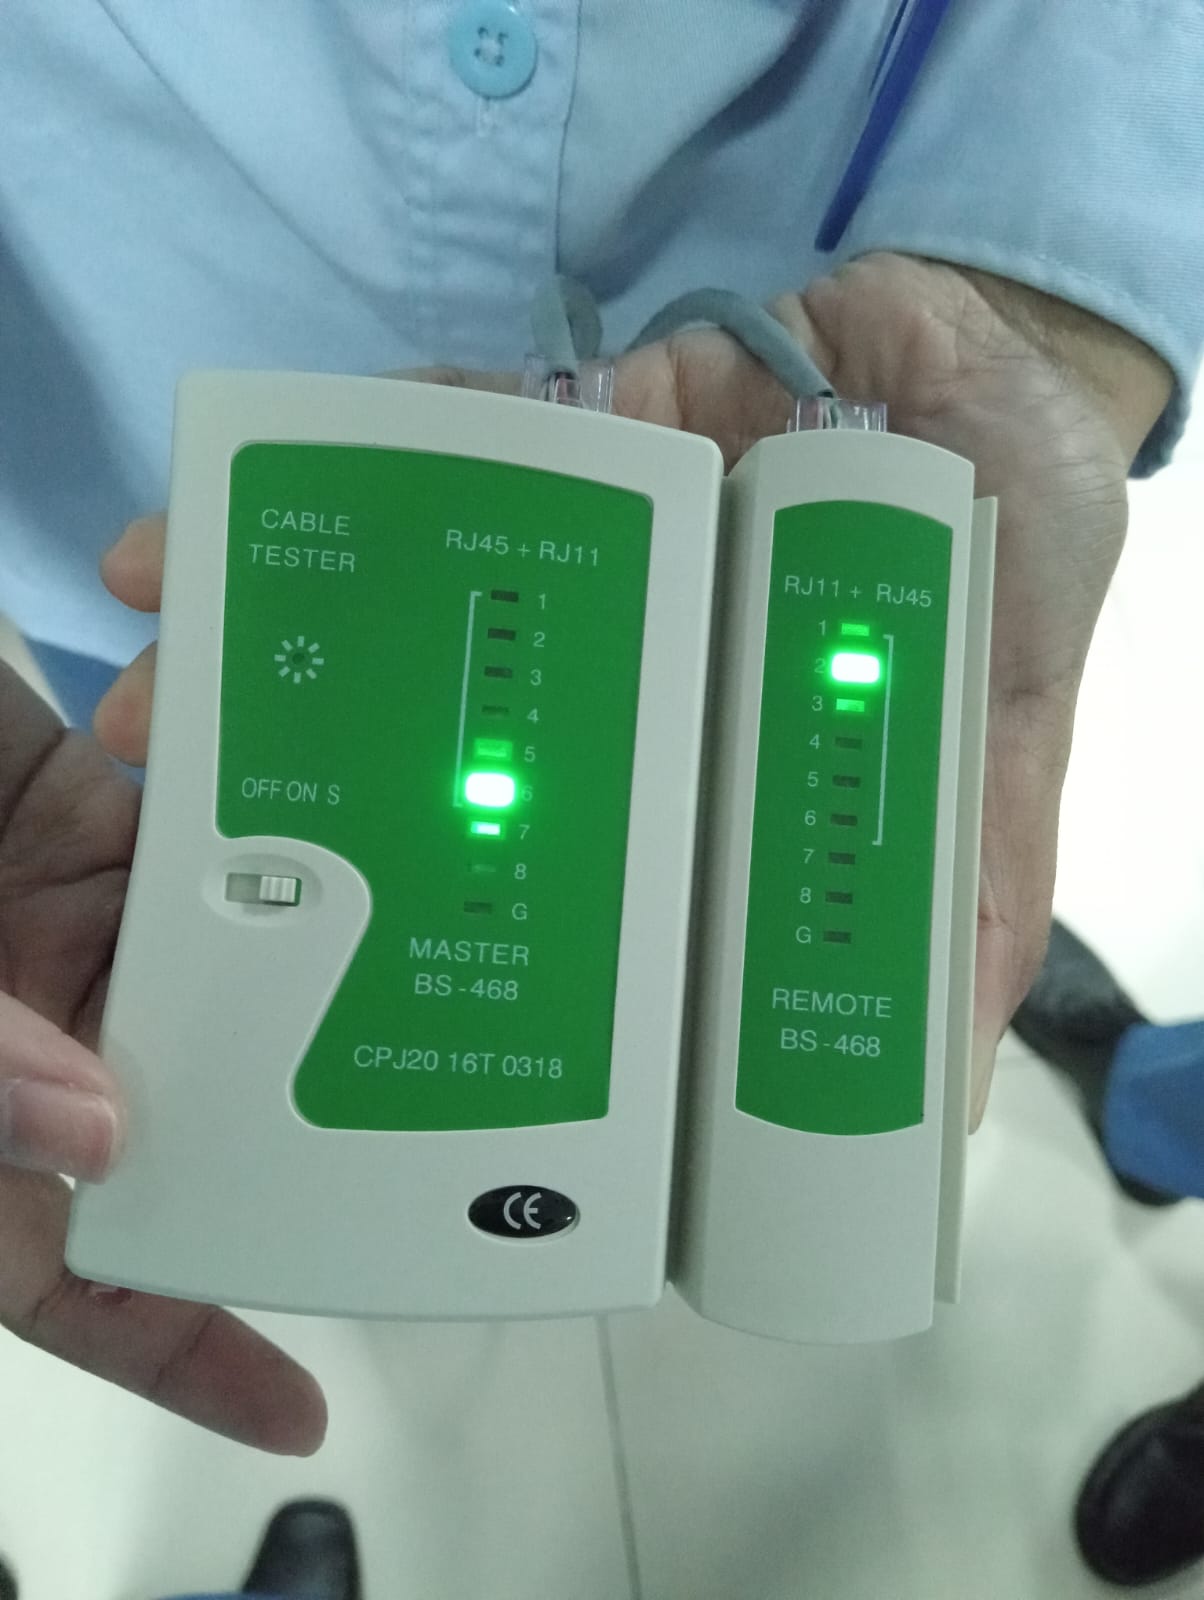 CABLE
TESTER
RJ45 + RJ11
1
2
3
4
5
6
7
8
G
OFF ON S
MASTER
BS-468
CPJ20 16T 0318
CE
RJ11 + RJ45
1
2
3
4
5
6
7
8
G
REMOTE
BS-468